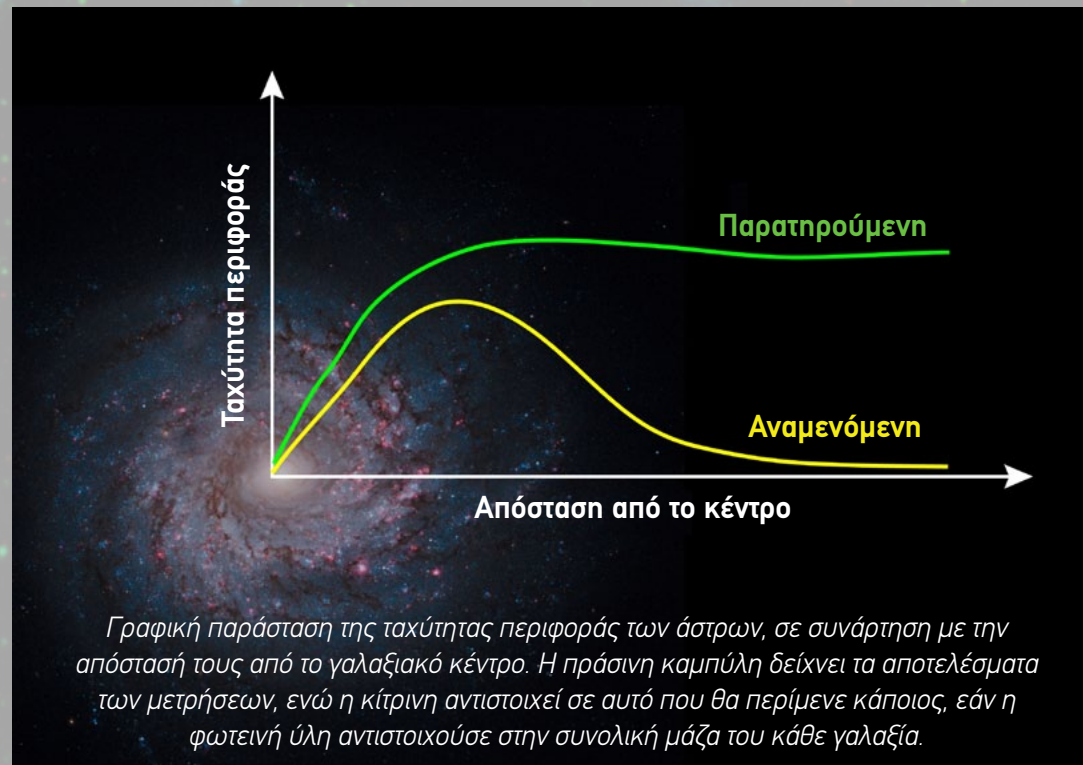 Ταχύτητα περιφοράς
Παρατηρούμενη
Αναμενόμενη
Απόσταση από το κέντρο
Γραφική παράσταση της ταχύτητας περιφοράς των άστρων, σε συνάρτηση με την
απόστασή τους από το γαλαξιακό κέντρο. Η πράσινη καμπύλη δείχνει τα αποτελέσματα
των μετρήσεων, ενώ η κίτρινη αντιστοιχεί σε αυτό που θα περίμενε κάποιος, εάν η
φωτεινή ύλη αντιστοιχούσε στην συνολική μάζα του κάθε γαλαξία.